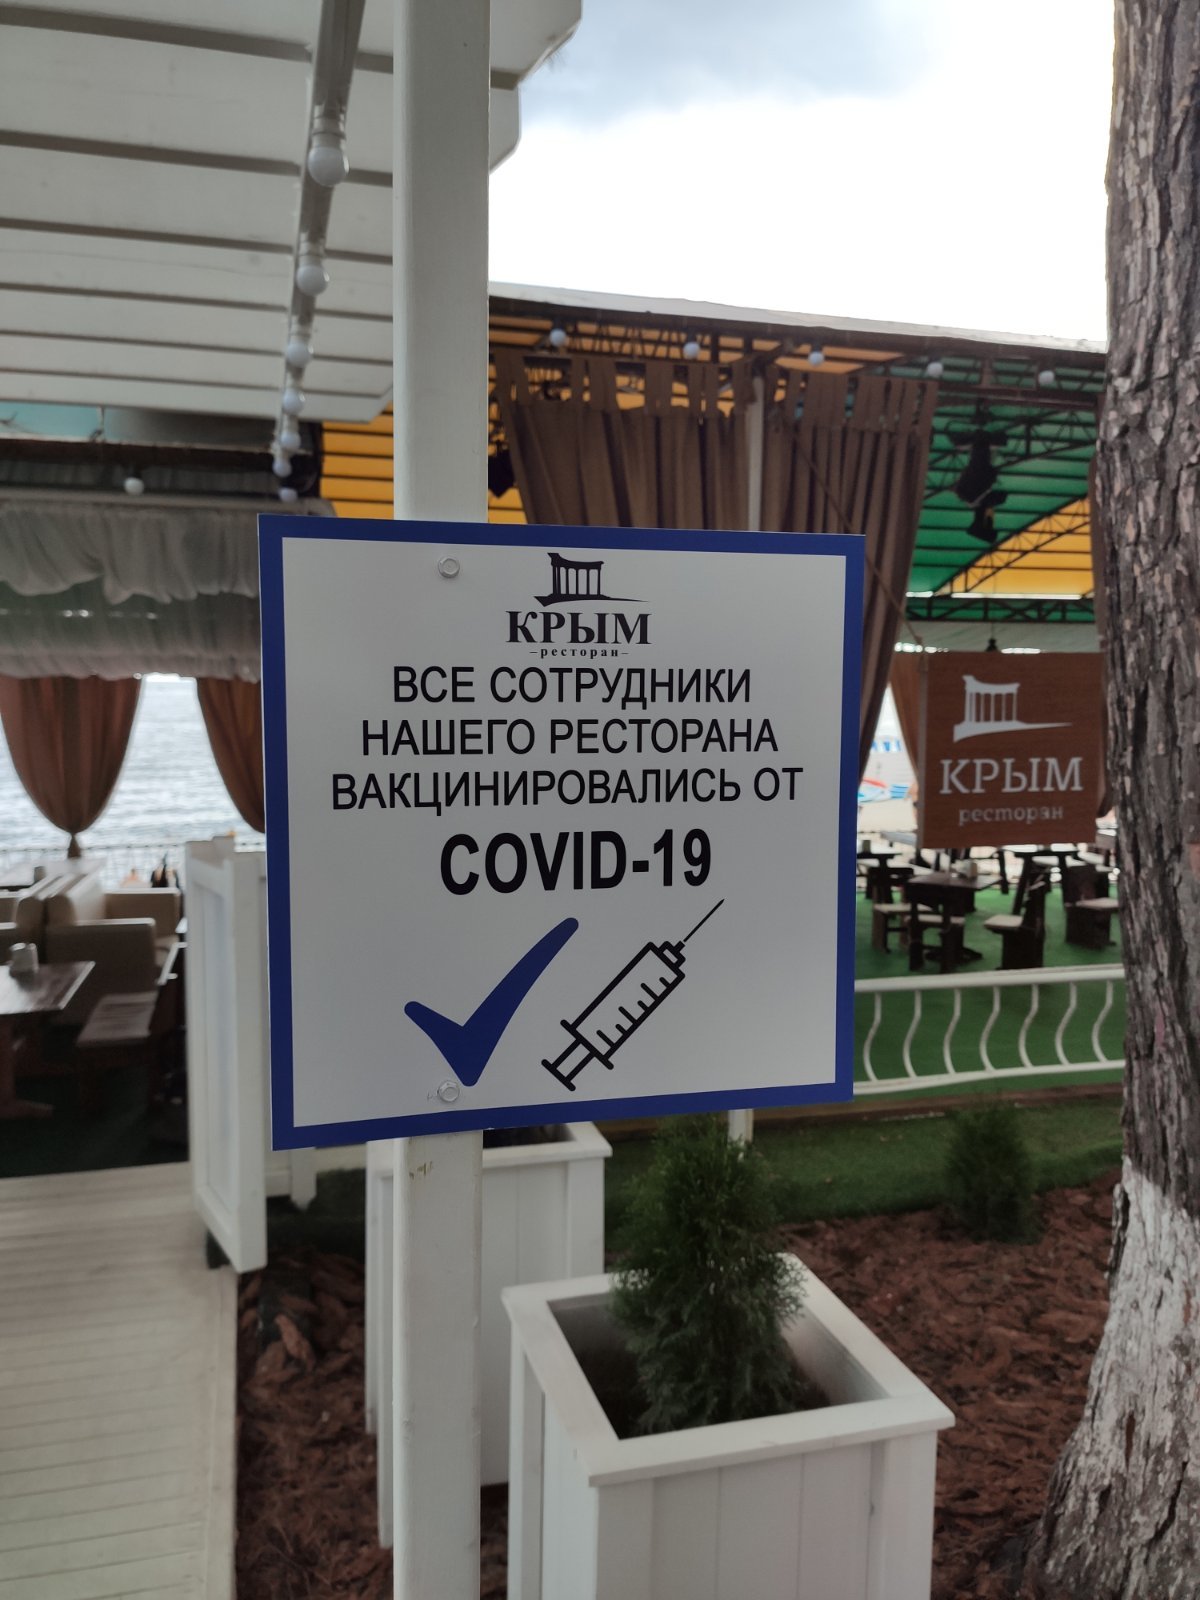 КРЫМ
–ресторан–
ВСЕ СОТРУДНИКИ
НАШЕГО РЕСТОРАНА
ВАКЦИНИРОВАЛИСЬ ОТ
COVID-19
КРЫМ
ресторан